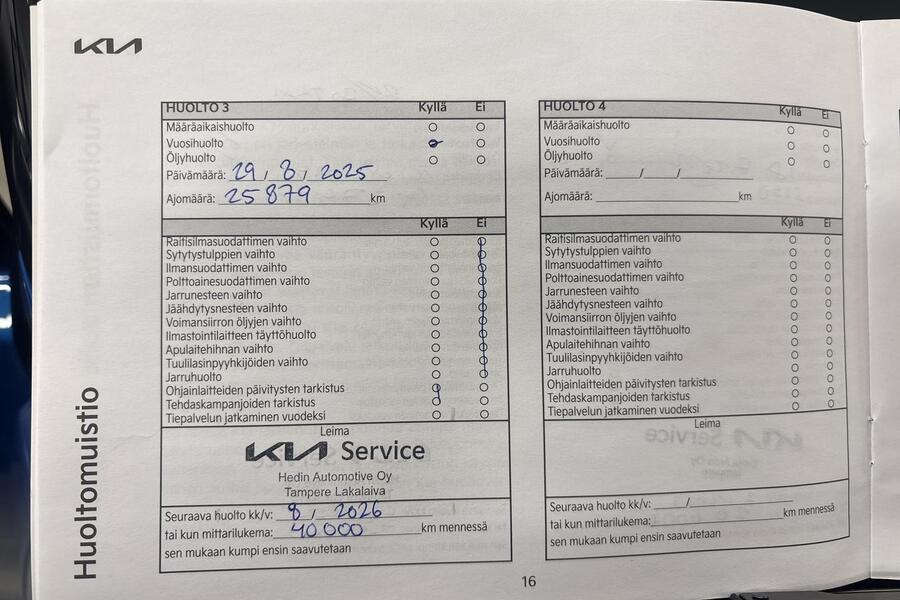 KIA
Huoltomuistio
HUOLTO 3 Kyllä Ei
Määräaikaishuolto
Vuosihuolto
Öljyhuolto
Päivämäärä: 29 / 8 / 2025
Ajomäärä: 25 879 km
Kyllä Ei
Raitisilmasuodattimen vaihto
Sytytystulppien vaihto
Ilmansuodattimen vaihto
Polttoainesuodattimen vaihto
Jarrunesteen vaihto
Jäähdytysnesteen vaihto
Voimansiirron öljyjen vaihto
Ilmastointilaitteen täyttöhuolto
Apulaitehihnan vaihto
Tuulilasinpyyhkijöiden vaihto
Jarruhuolto
Ohjainlaitteiden päivitysten tarkistus
Tehdaskampanjoiden tarkistus
Tiepalvelun jatkaminen vuodeksi
Leima
KIA Service
Hedin Automotive Oy
Tampere Lakalaiva
Seuraava huolto kk/v: 8 / 2026
tai kun mittarilukema: 40 000 km mennessä
sen mukaan kumpi ensin saavutetaan
HUOLTO 4 Kyllä Ei
Määräaikaishuolto
Vuosihuolto
Öljyhuolto
Päivämäärä: / /
Ajomäärä: km
Kyllä Ei
Raitisilmasuodattimen vaihto
Sytytystulppien vaihto
Ilmansuodattimen vaihto
Polttoainesuodattimen vaihto
Jarrunesteen vaihto
Jäähdytysnesteen vaihto
Voimansiirron öljyjen vaihto
Ilmastointilaitteen täyttöhuolto
Apulaitehihnan vaihto
Tuulilasinpyyhkijöiden vaihto
Jarruhuolto
Ohjainlaitteiden päivitysten tarkistus
Tehdaskampanjoiden tarkistus
Tiepalvelun jatkaminen vuodeksi
Leima
Seuraava huolto kk/v: /
tai kun mittarilukema: km mennessä
sen mukaan kumpi ensin saavutetaan
16